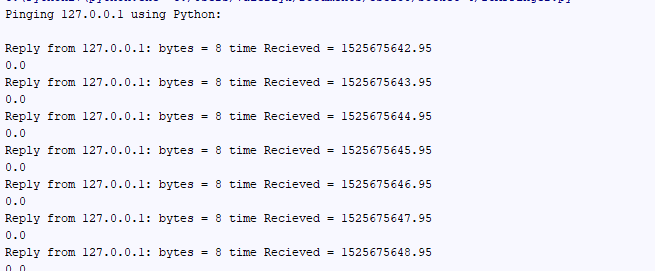 Pinging 127.0.0.1 using Python:
Reply from 127.0.0.1: bytes = 8 time Recieved = 1525675642.95
0.0
Reply from 127.0.0.1: bytes = 8 time Recieved = 1525675643.95
0.0
Reply from 127.0.0.1: bytes = 8 time Recieved = 1525675644.95
0.0
Reply from 127.0.0.1: bytes = 8 time Recieved = 1525675645.95
0.0
Reply from 127.0.0.1: bytes = 8 time Recieved = 1525675646.95
0.0
Reply from 127.0.0.1: bytes = 8 time Recieved = 1525675647.95
0.0
Reply from 127.0.0.1: bytes = 8 time Recieved = 1525675648.95
0.0